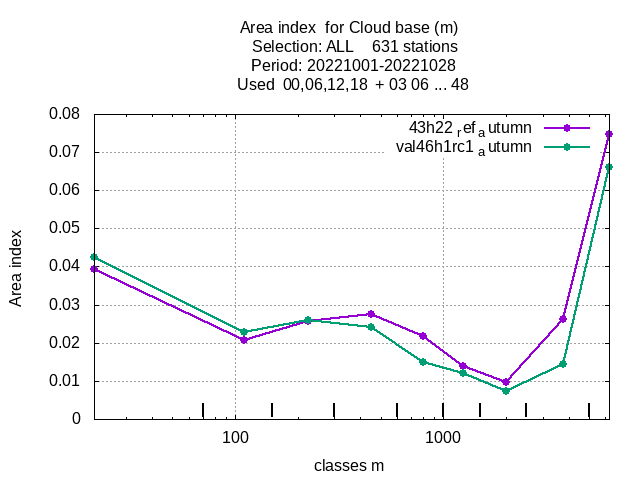 Area index  for Cloud base (m)
Selection: ALL    631 stations
Period: 20221001-20221028
Used  00,06,12,18  + 03 06 ... 48
43h22 ref autumn
val46h1rc1 autumn
0.08
0.07
0.06
0.05
0.04
0.03
0.02
0.01
0
Area index
100 1000
classes m